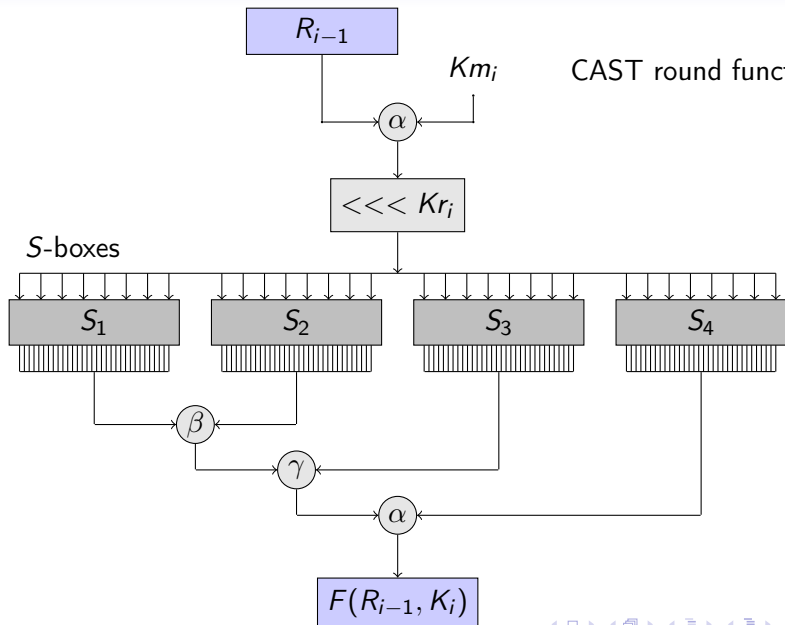 R_{i−1}
Km_i
CAST round funct
α
<<< Kr_i
S-boxes
S_1 S_2 S_3 S_4
β
γ
α
F(R_{i−1}, K_i)